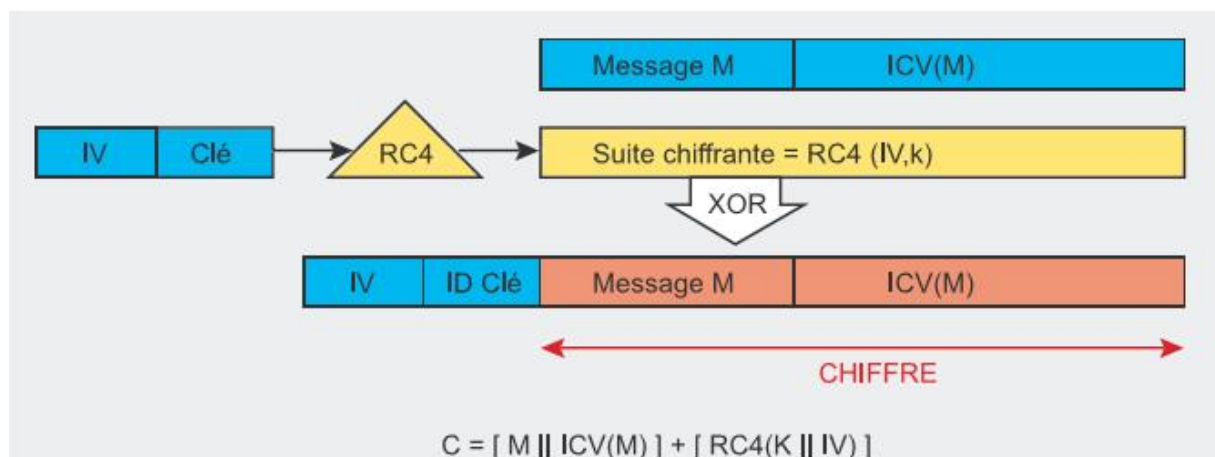 Message M ICV(M)
IV Clé RC4 Suite chiffrante = RC4 (IV,k)
XOR
IV ID Clé Message M ICV(M)
CHIFFRE
C = [ M || ICV(M) ] + [ RC4(K || IV) ]